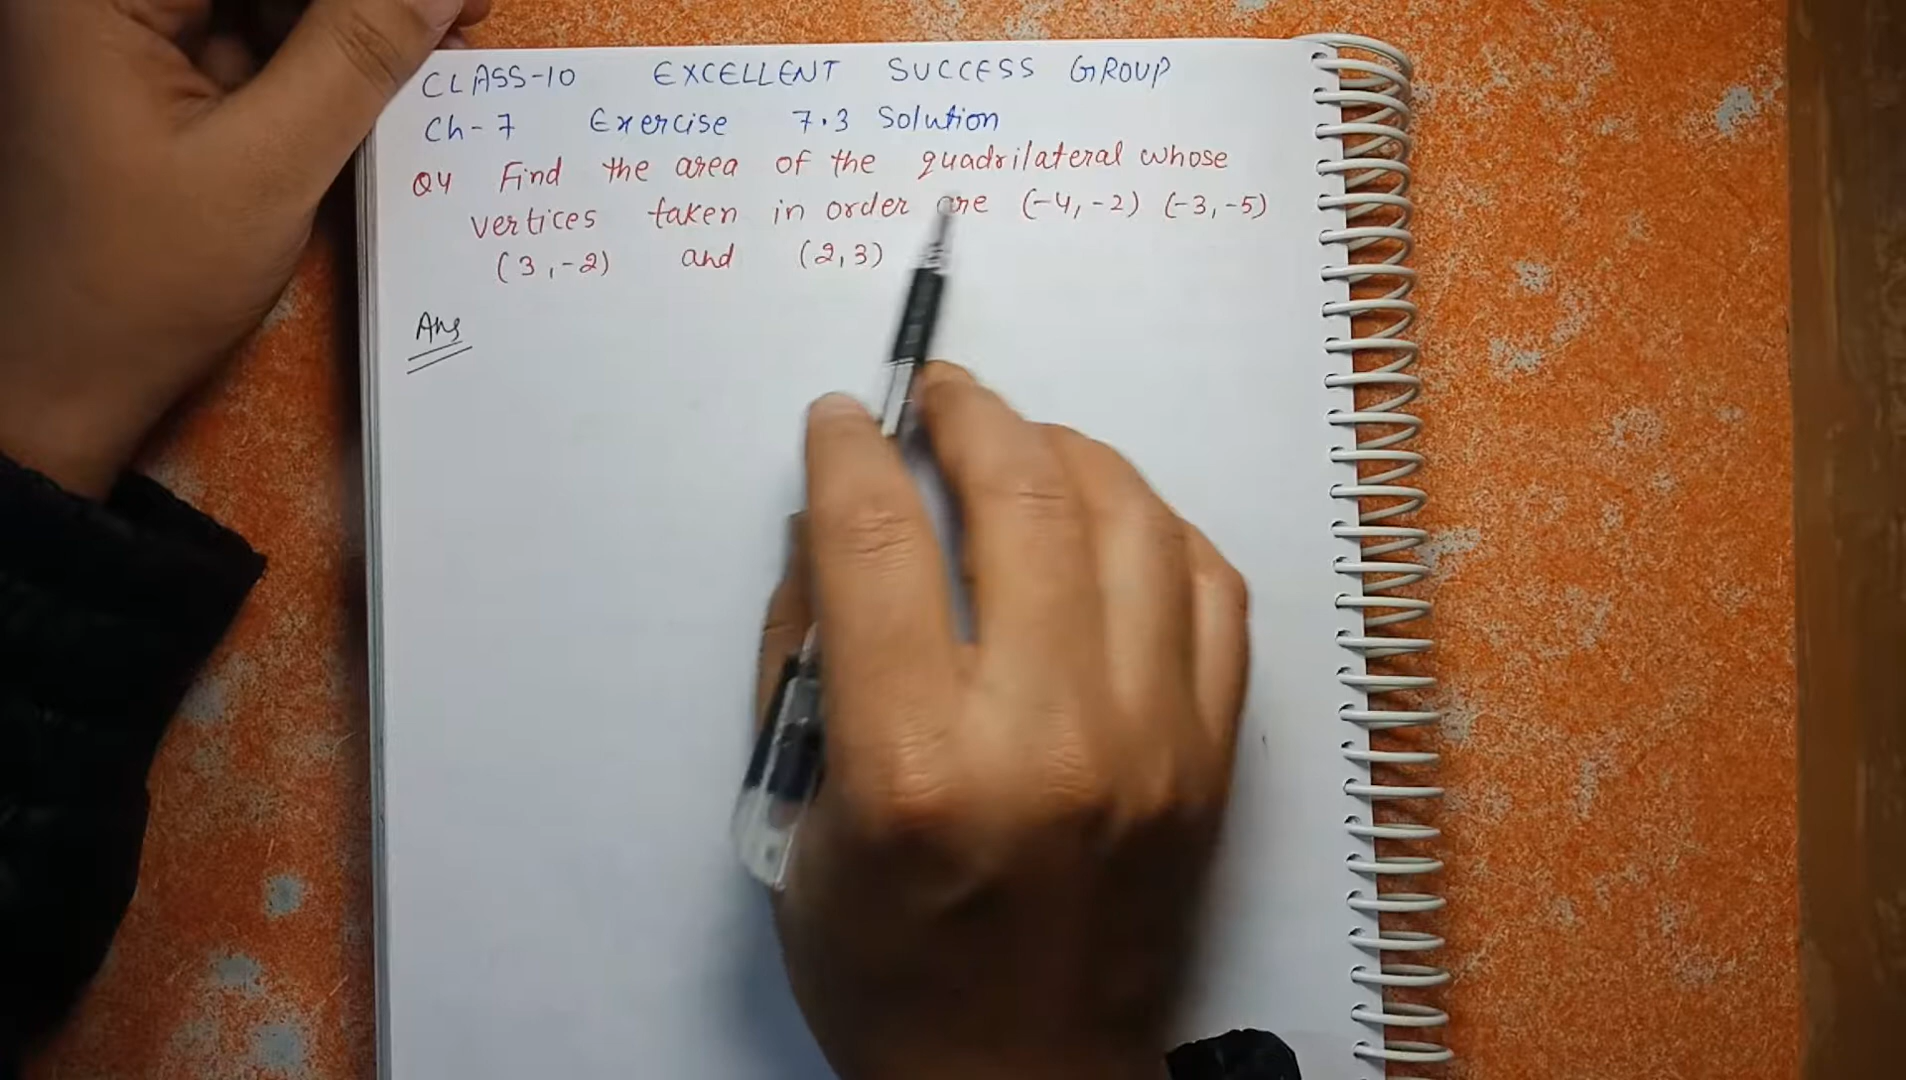 CLASS-10 EXCELLENT SUCCESS GROUP
Ch-7 Exercise 7.3 Solution
Q4 Find the area of the quadrilateral whose
vertices taken in order are (-4,-2) (-3,-5)
(3,-2) and (2,3)
Ans